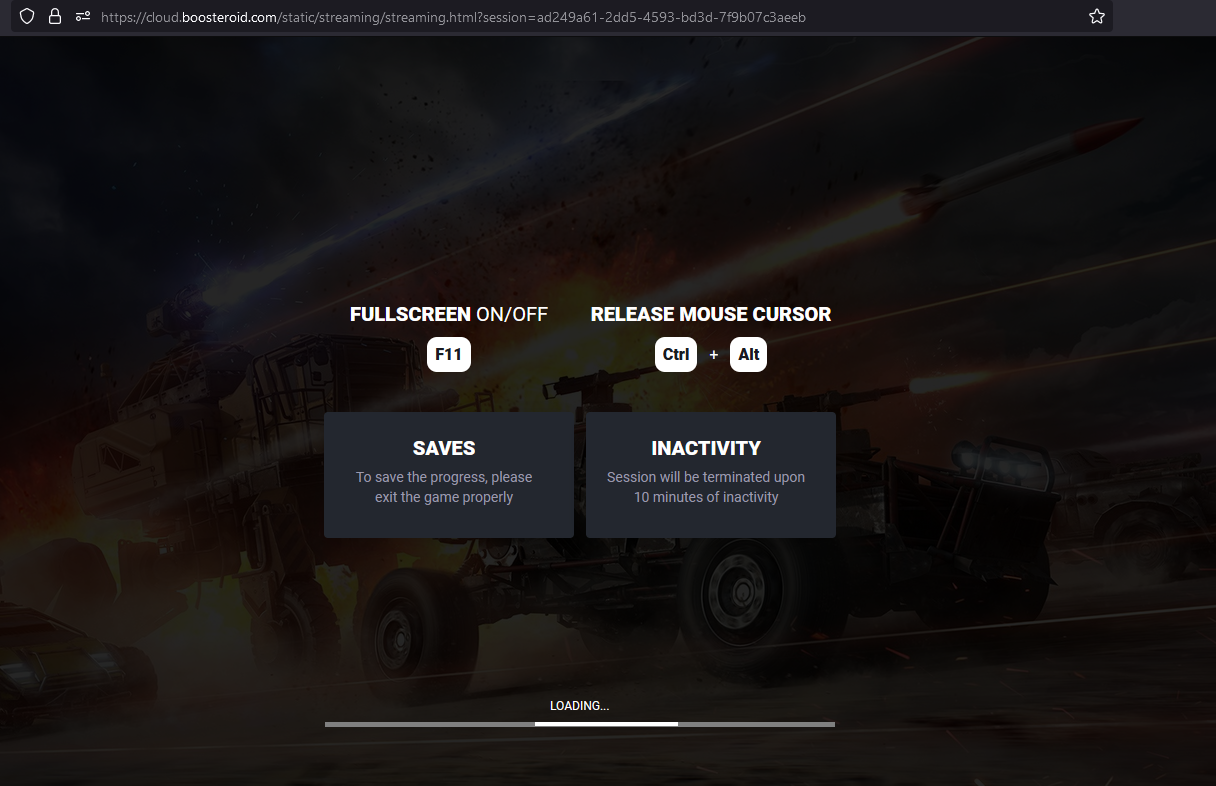 https://cloud.boosteroid.com/static/streaming/streaming.html?session=ad249a61-2dd5-4593-bd3d-7f9b07c3aeeb
FULLSCREEN ON/OFF
F11
RELEASE MOUSE CURSOR
Ctrl + Alt
SAVES
To save the progress, please
exit the game properly
INACTIVITY
Session will be terminated upon
10 minutes of inactivity
LOADING...